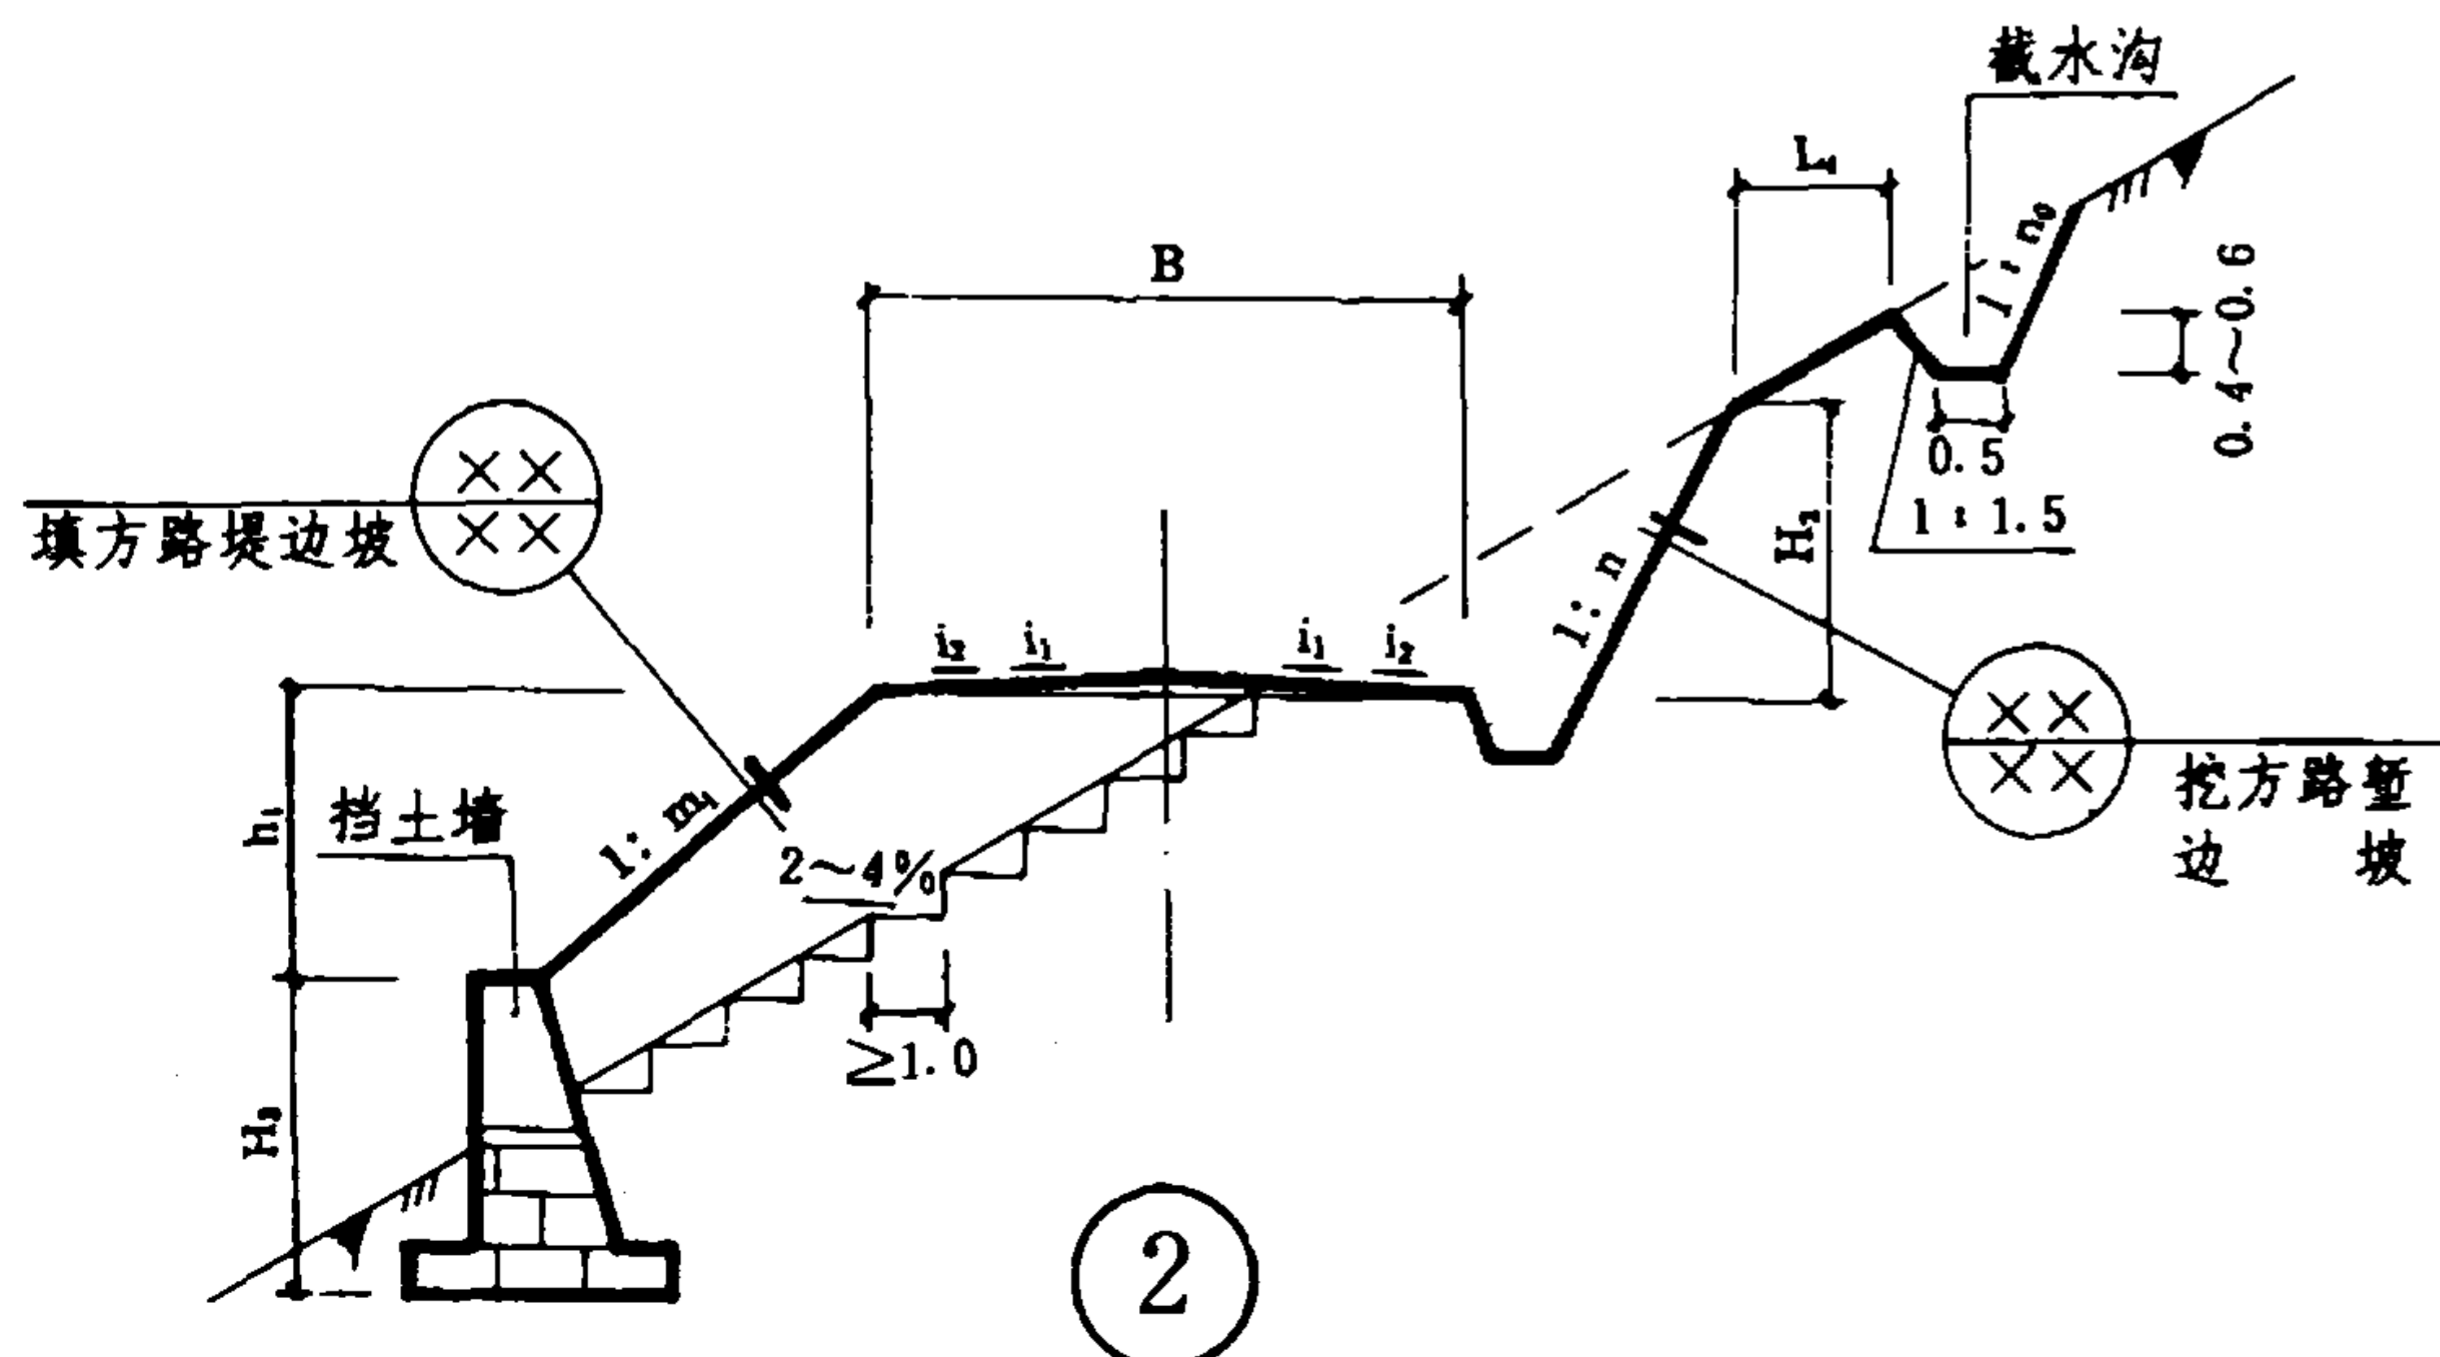 截水沟
L₄
1:n₀
0.4~0.6
B
0.5
1:1.5
××
××
填方路堤边坡
H₂
1:n
i₂ i₁ i₁ i₂
××
××
挖方路堑
边 坡
h₁
挡土墙
1:m₁
2~4%
≥1.0
H₃
2